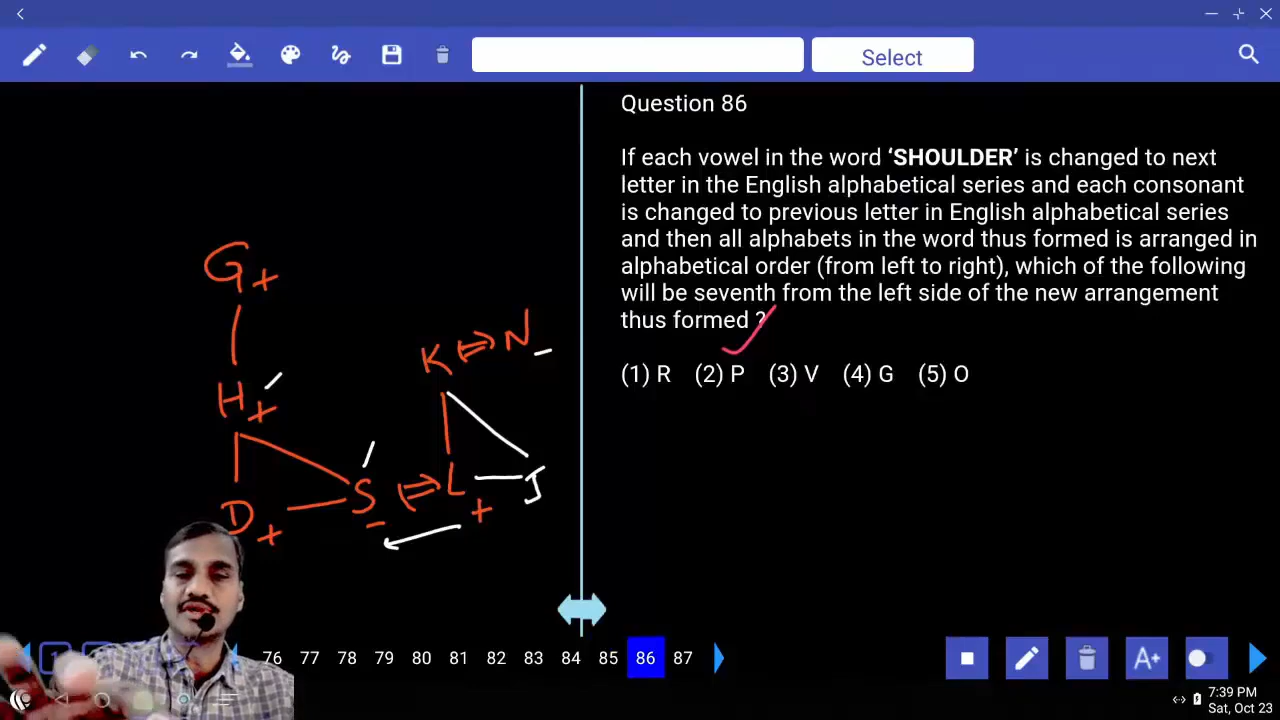 Select
Question 86
If each vowel in the word ‘SHOULDER’ is changed to next
letter in the English alphabetical series and each consonant
is changed to previous letter in English alphabetical series
and then all alphabets in the word thus formed is arranged in
alphabetical order (from left to right), which of the following
will be seventh from the left side of the new arrangement
thus formed ?
(1) R (2) P (3) V (4) G (5) O
G +
K ⇔ N -
H +
D + S - ⇔ L + J
76 77 78 79 80 81 82 83 84 85 86 87
A+
7:39 PM
Sat, Oct 23